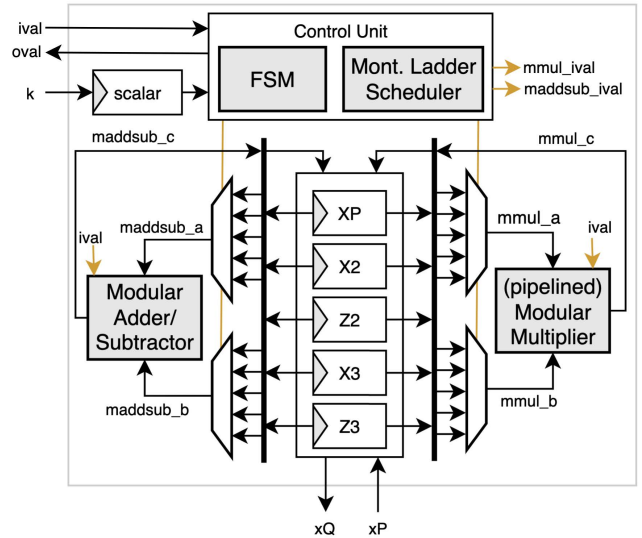 ival
oval
k
scalar
Control Unit
FSM
Mont. Ladder
Scheduler
mmul_ival
maddsub_ival
maddsub_c
mmul_c
XP
X2
Z2
X3
Z3
maddsub_a
ival
Modular
Adder/
Subtractor
maddsub_b
mmul_a
ival
(pipelined)
Modular
Multiplier
mmul_b
xQ
xP